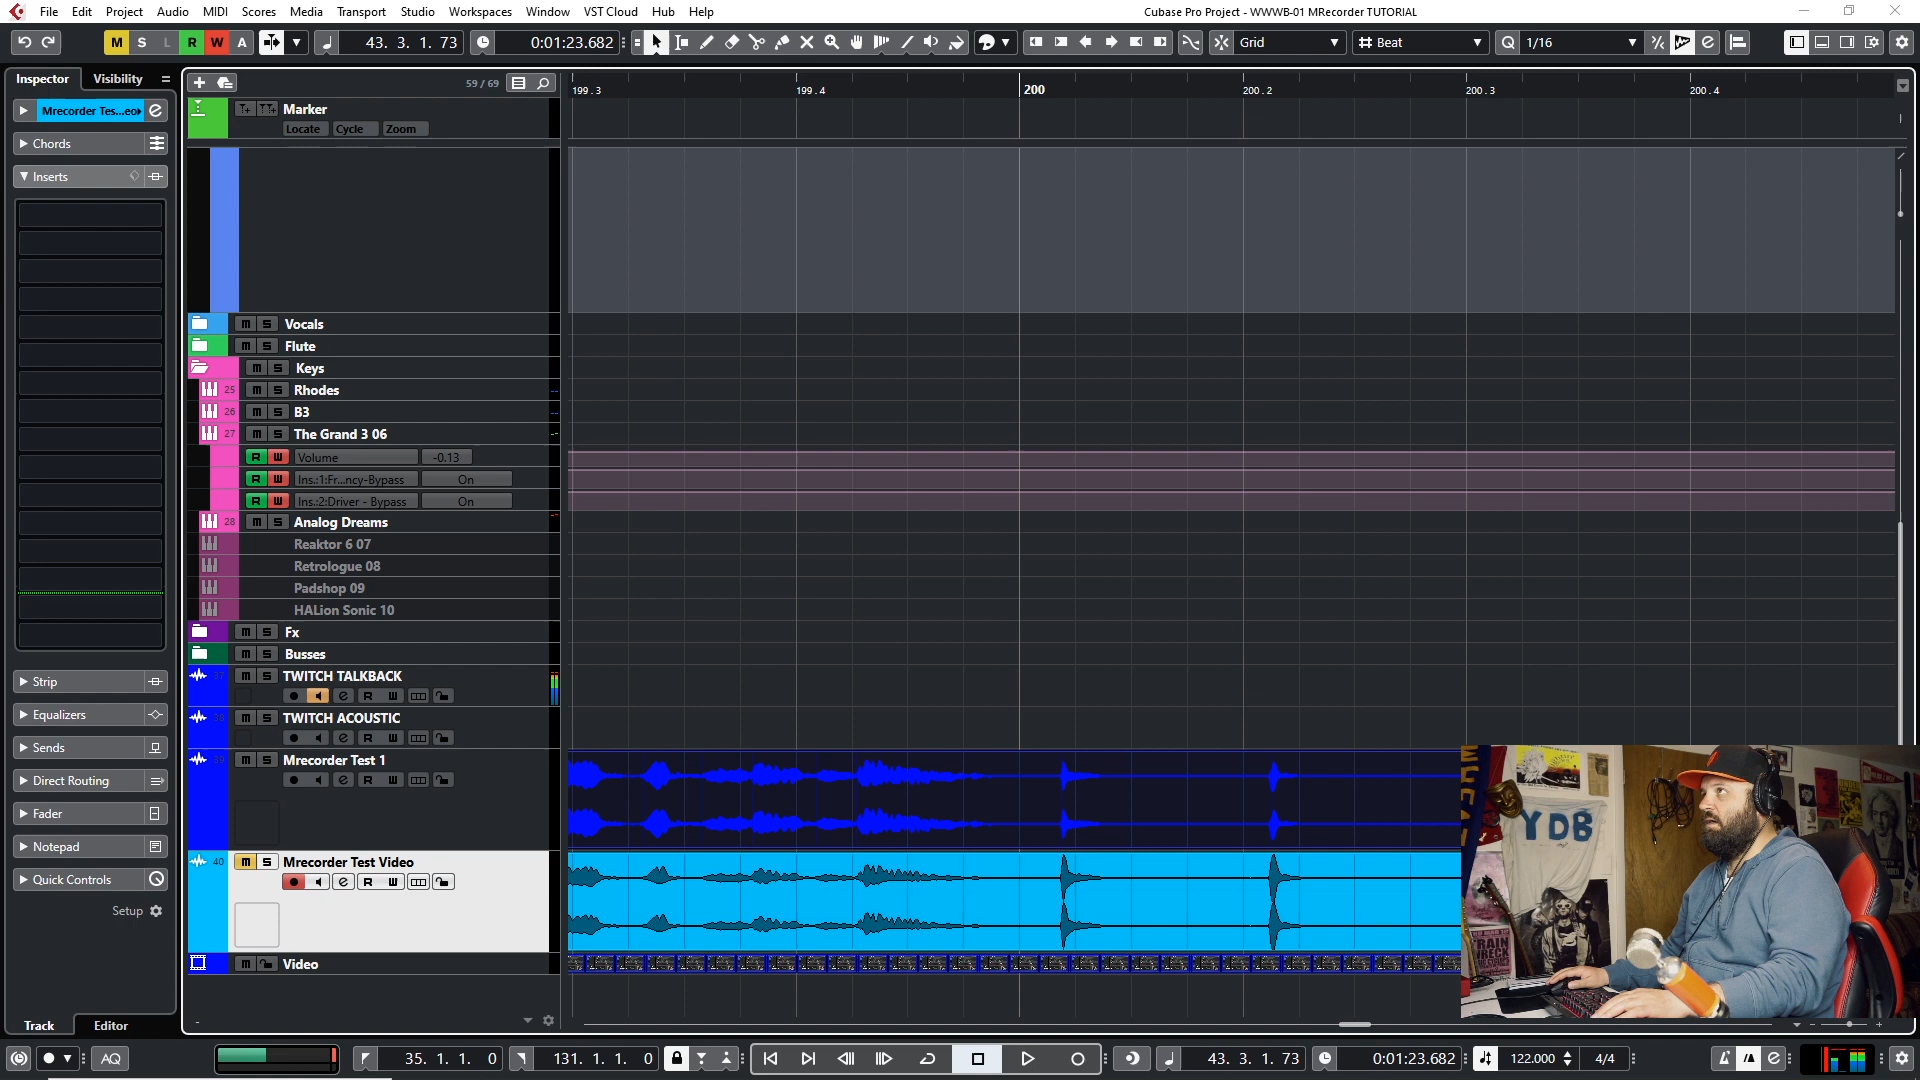 File Edit Project Audio MIDI Scores Media Transport Studio Workspaces Window VST Cloud Hub Help
Cubase Pro Project - WWWB-01 MRecorder TUTORIAL
M S L R W A
43. 3. 1. 73
0:01:23.682
Grid
Beat
Q 1/16
Inspector Visibility
59 / 69
199.3 199.4 200 200.2 200.3 200.4
Mrecorder Tes...eo
Marker
Locate Cycle Zoom
Chords
Inserts
m S Vocals
m S Flute
m S Keys
25 m S Rhodes
26 m S B3
27 m S The Grand 3 06
R W Volume -0.13
R W Ins.:1:Fr...ncy-Bypass On
R W Ins.:2:Driver - Bypass On
28 m S Analog Dreams
Reaktor 6 07
Retrologue 08
Padshop 09
HALion Sonic 10
m S Fx
m S Busses
37 m S TWITCH TALKBACK
e R W
38 m S TWITCH ACOUSTIC
e R W
39 m S Mrecorder Test 1
e R W
40 m S Mrecorder Test Video
e R W
m Video
Strip
Equalizers
Sends
Direct Routing
Fader
Notepad
Quick Controls
Setup
YDB
TRAIN
WRECK
Track Editor
AQ
35. 1. 1. 0
131. 1. 1. 0
43. 3. 1. 73
0:01:23.682
122.000
4/4